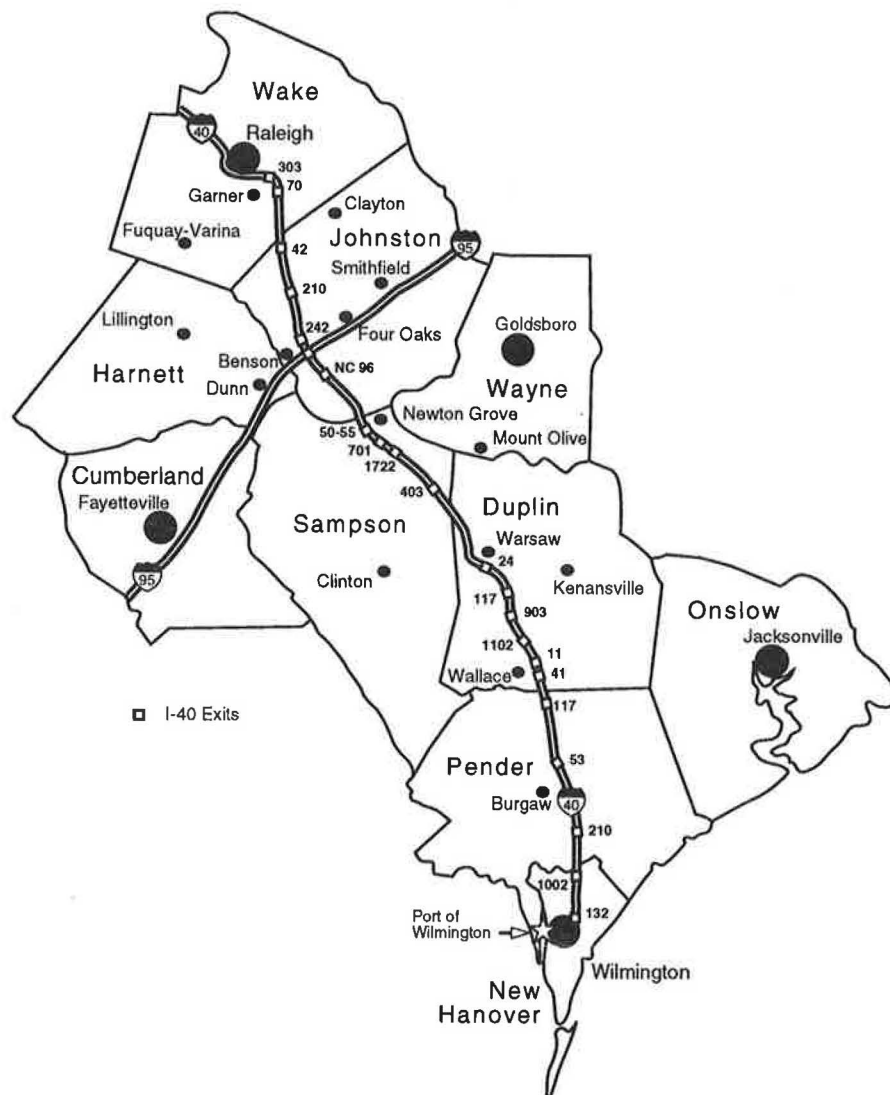 Wake
40
Raleigh
303
70
Garner
Clayton
Fuquay-Varina
Johnston
95
42
Smithfield
210
Lillington
242
Four Oaks
Goldsboro
Benson
Harnett
NC 96
Dunn
Wayne
Newton Grove
50-55
701
Mount Olive
1722
Cumberland
403
Fayetteville
Duplin
Sampson
Warsaw
24
95
Clinton
Kenansville
117
903
Onslow
Jacksonville
1102
11
Wallace
41
117
I-40 Exits
53
Pender
Burgaw
40
210
1002
132
Port of
Wilmington
Wilmington
New
Hanover